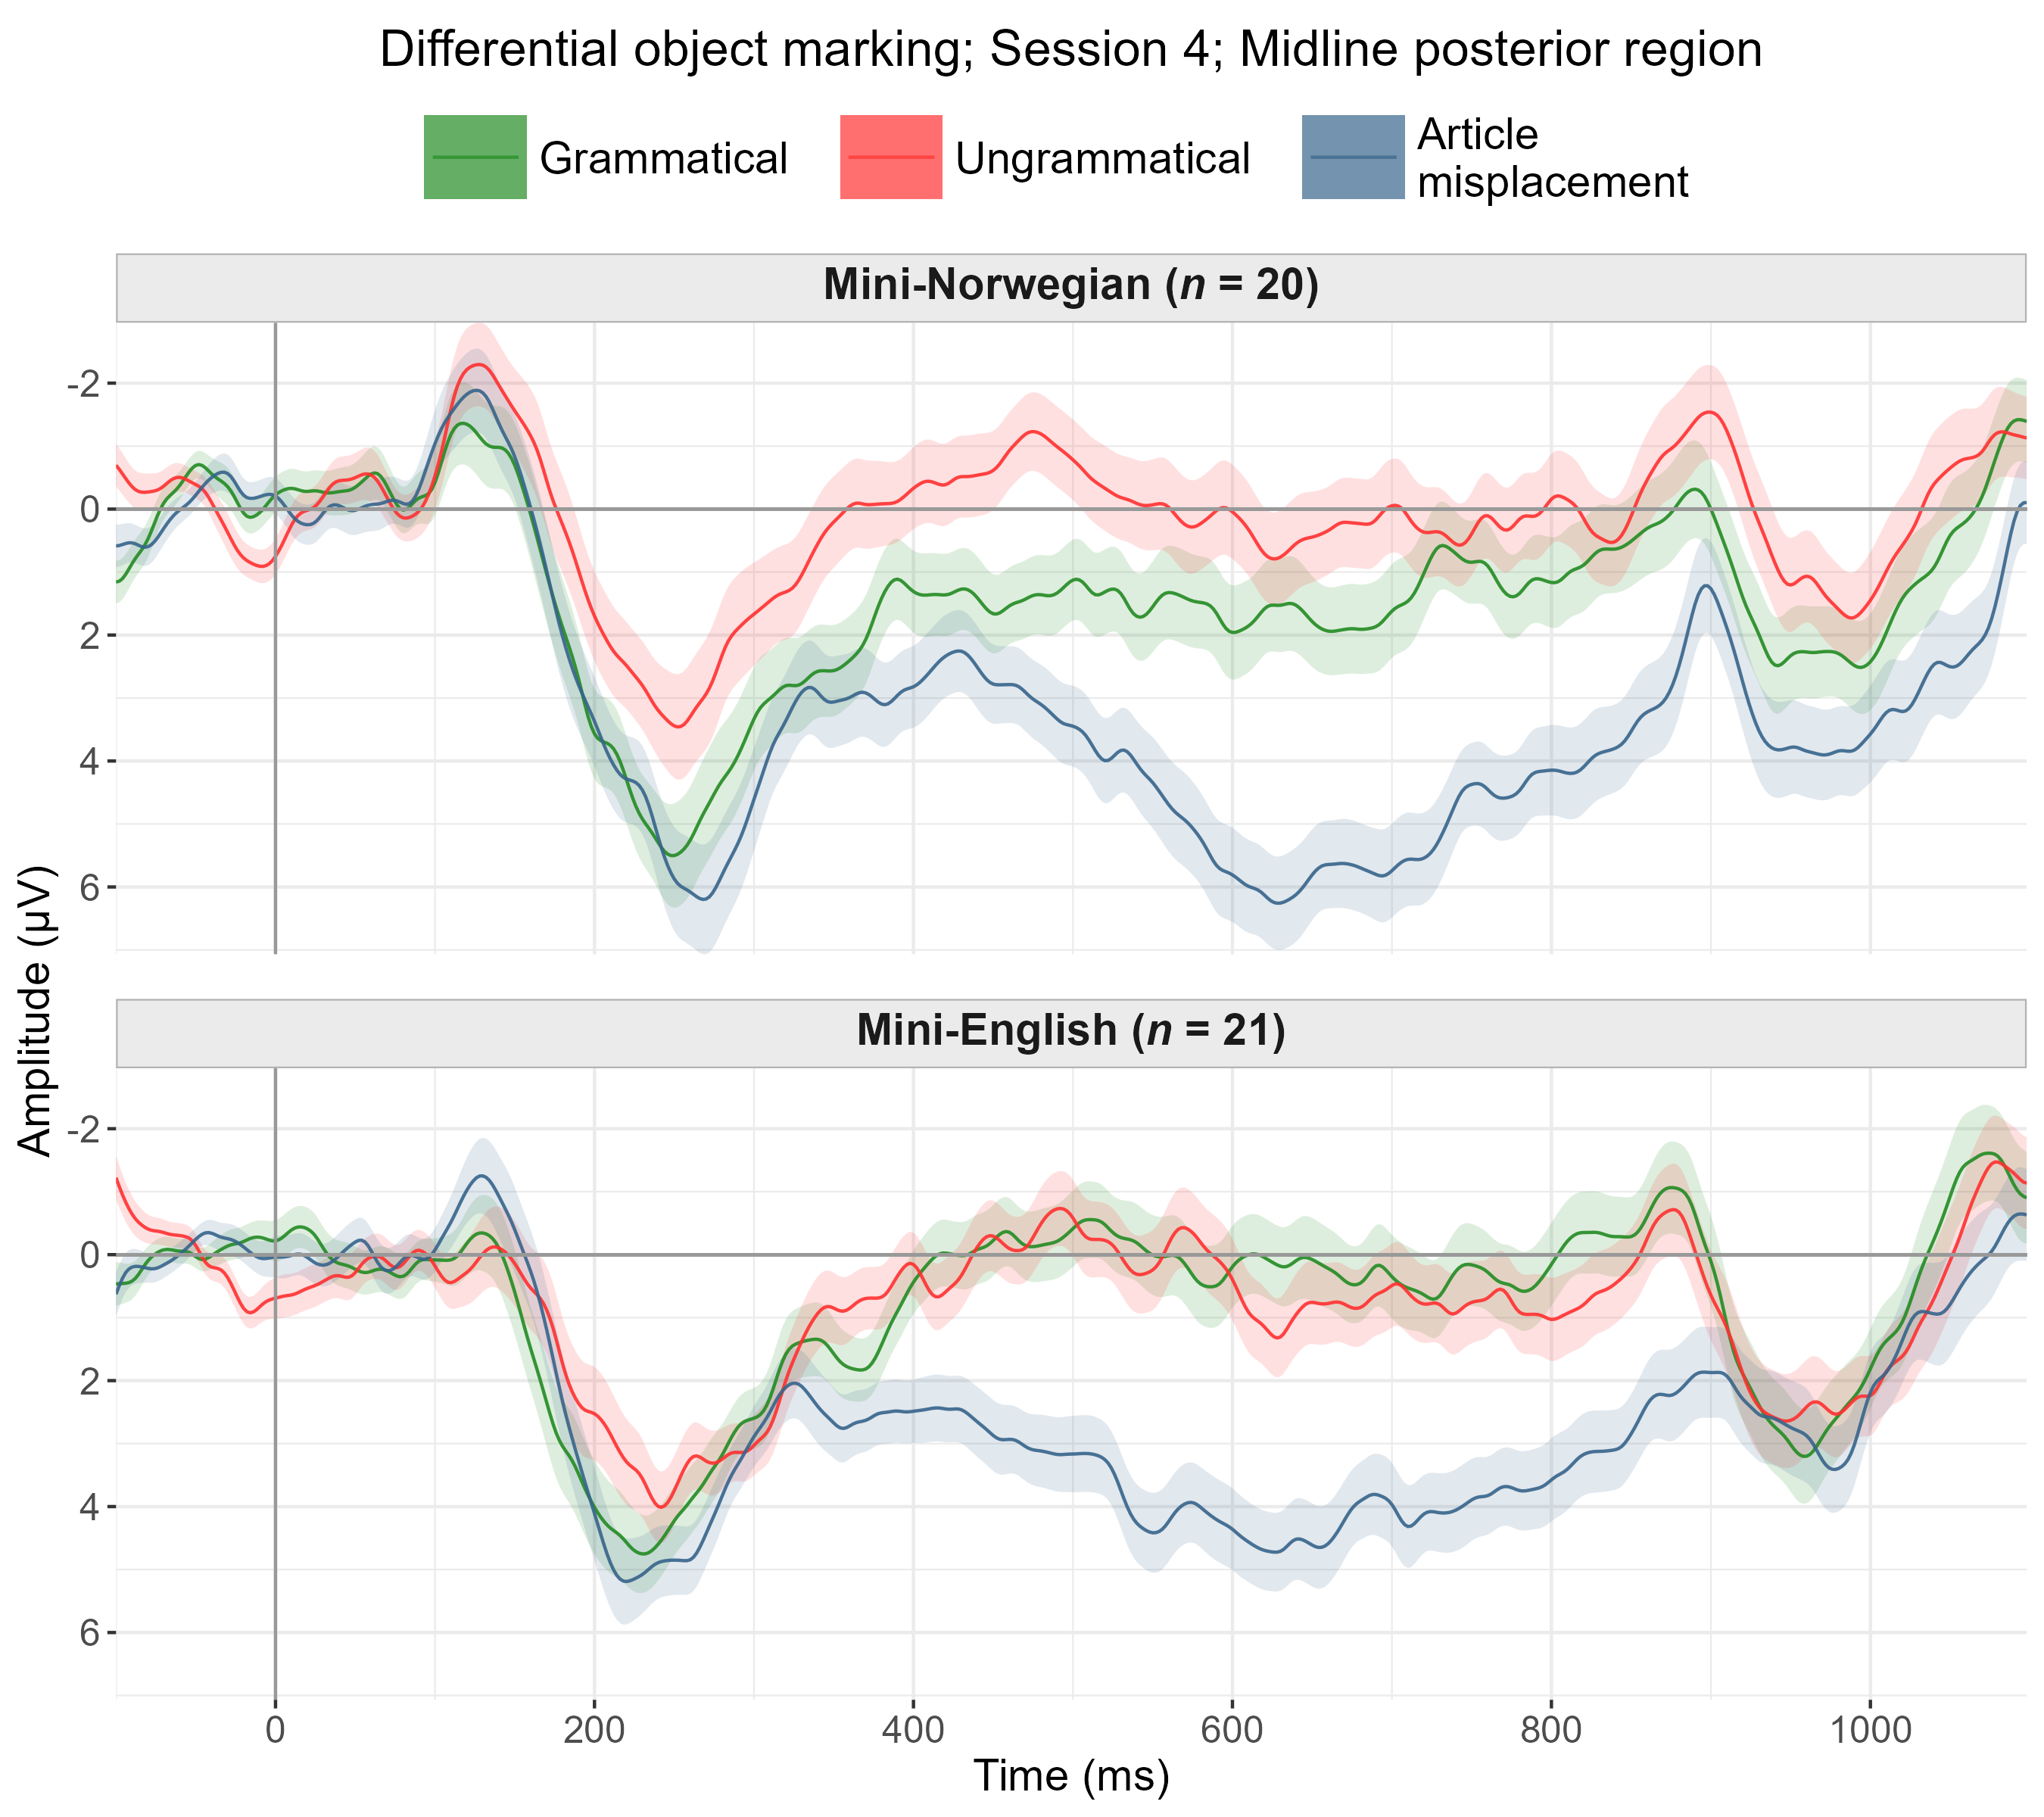 Differential object marking; Session 4; Midline posterior region
Grammatical
Ungrammatical
Article
misplacement
Mini-Norwegian (n = 20)
-2
0
2
4
6
Amplitude (µV)
Mini-English (n = 21)
-2
0
2
4
6
0 200 400 600 800 1000
Time (ms)